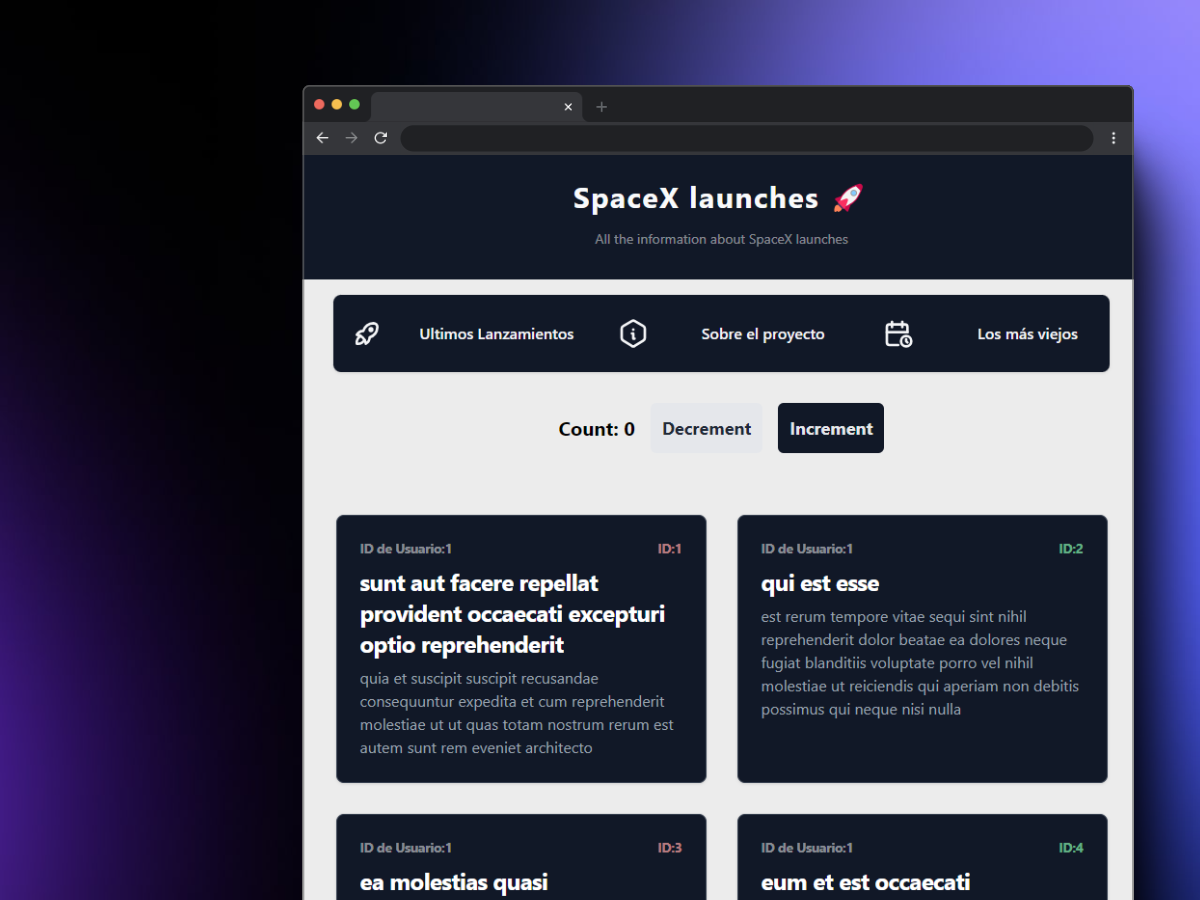 SpaceX launches 🚀
All the information about SpaceX launches
Ultimos Lanzamientos
Sobre el proyecto
Los más viejos
Count: 0
Decrement
Increment
ID de Usuario:1
ID:1
sunt aut facere repellat
provident occaecati excepturi
optio reprehenderit
quia et suscipit suscipit recusandae
consequuntur expedita et cum reprehenderit
molestiae ut ut quas totam nostrum rerum est
autem sunt rem eveniet architecto
ID de Usuario:1
ID:2
qui est esse
est rerum tempore vitae sequi sint nihil
reprehenderit dolor beatae ea dolores neque
fugiat blanditiis voluptate porro vel nihil
molestiae ut reiciendis qui aperiam non debitis
possimus qui neque nisi nulla
ID de Usuario:1
ID:3
ea molestias quasi
ID de Usuario:1
ID:4
eum et est occaecati